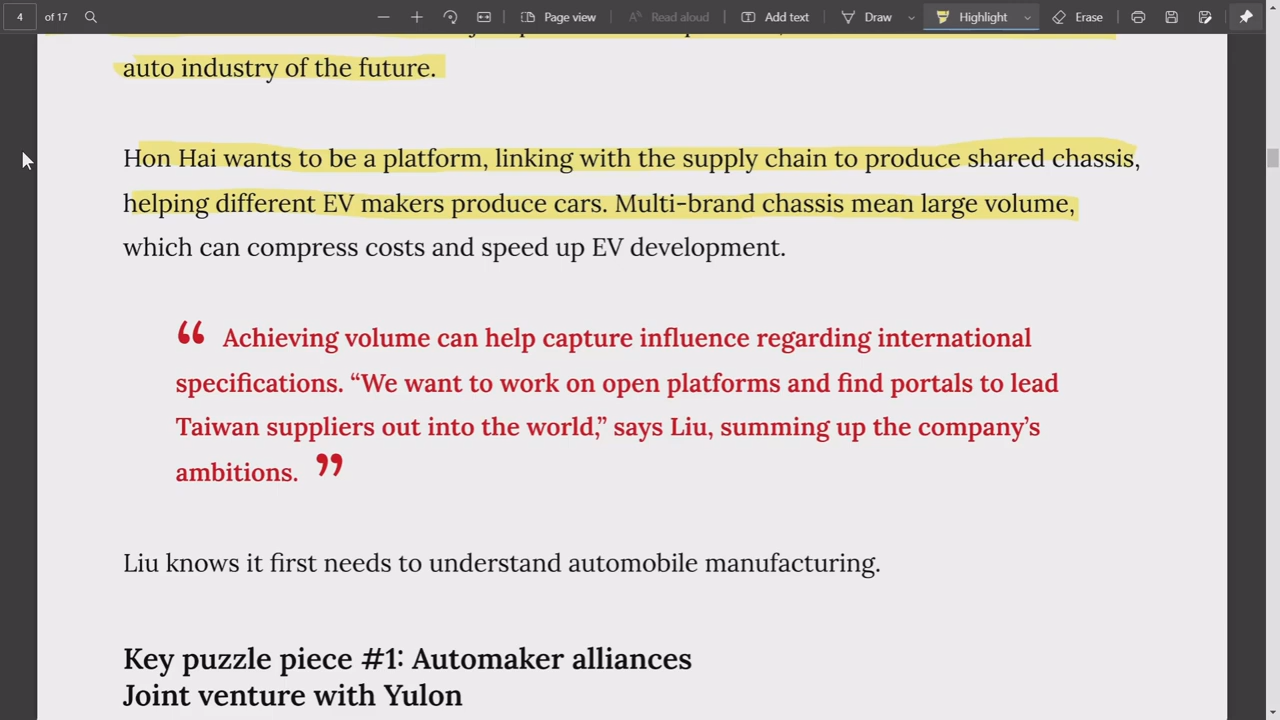 4 of 17 Page view Read aloud Add text Draw Highlight Erase
auto industry of the future.
Hon Hai wants to be a platform, linking with the supply chain to produce shared chassis,
helping different EV makers produce cars. Multi-brand chassis mean large volume,
which can compress costs and speed up EV development.
“ Achieving volume can help capture influence regarding international
specifications. “We want to work on open platforms and find portals to lead
Taiwan suppliers out into the world,” says Liu, summing up the company’s
ambitions. ”
Liu knows it first needs to understand automobile manufacturing.
Key puzzle piece #1: Automaker alliances
Joint venture with Yulon